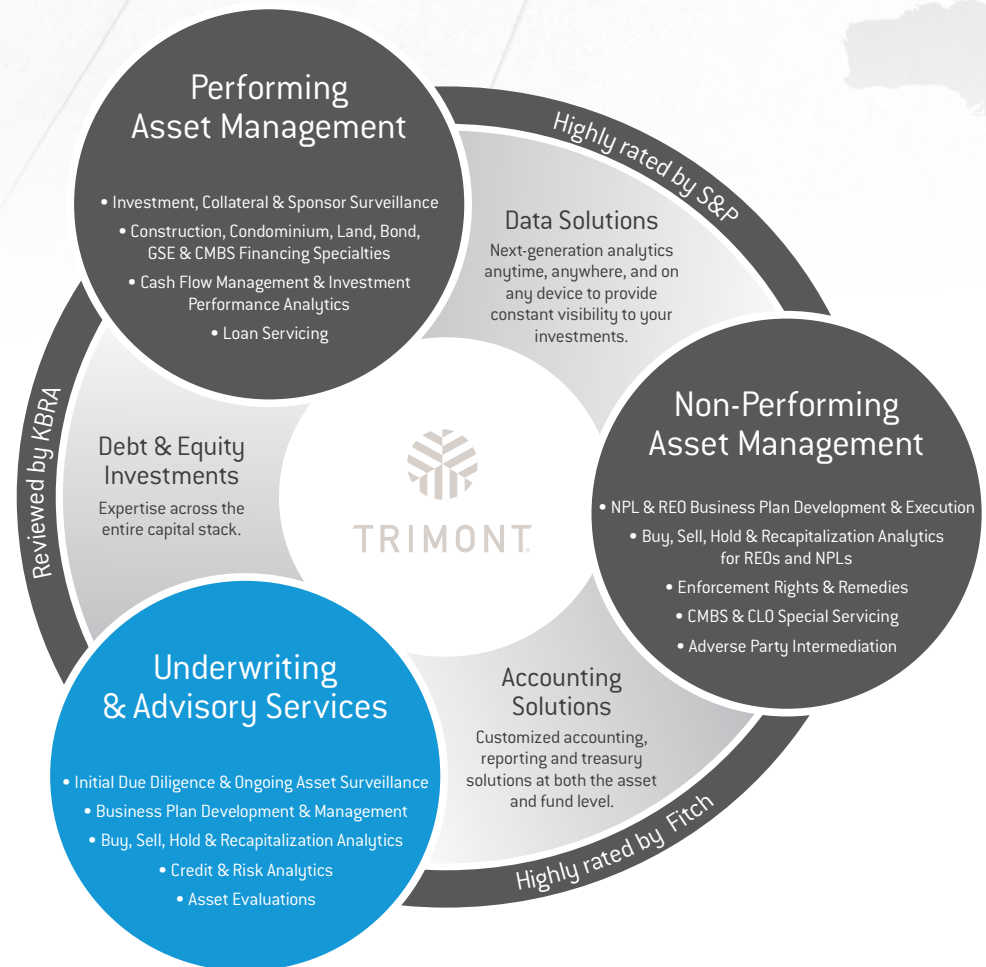 Performing
Asset Management
• Investment, Collateral & Sponsor Surveillance
• Construction, Condominium, Land, Bond,
GSE & CMBS Financing Specialties
• Cash Flow Management & Investment
Performance Analytics
• Loan Servicing
Highly rated by S&P
Data Solutions
Next-generation analytics
anytime, anywhere, and on
any device to provide
constant visibility to your
investments.
Non-Performing
Asset Management
• NPL & REO Business Plan Development & Execution
• Buy, Sell, Hold & Recapitalization Analytics
for REOs and NPLs
• Enforcement Rights & Remedies
• CMBS & CLO Special Servicing
• Adverse Party Intermediation
Reviewed by KBRA
Debt & Equity
Investments
Expertise across the
entire capital stack.
TRIMONT
Underwriting
& Advisory Services
• Initial Due Diligence & Ongoing Asset Surveillance
• Business Plan Development & Management
• Buy, Sell, Hold & Recapitalization Analytics
• Credit & Risk Analytics
• Asset Evaluations
Accounting
Solutions
Customized accounting,
reporting and treasury
solutions at both the asset
and fund level.
Highly rated by Fitch